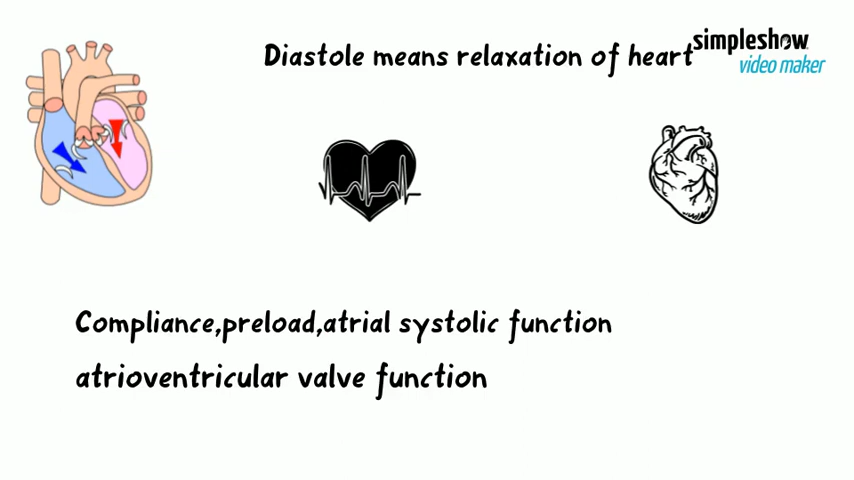 Diastole means relaxation of heart
simpleshow
video maker
Compliance,preload,atrial systolic function
atrioventricular valve function